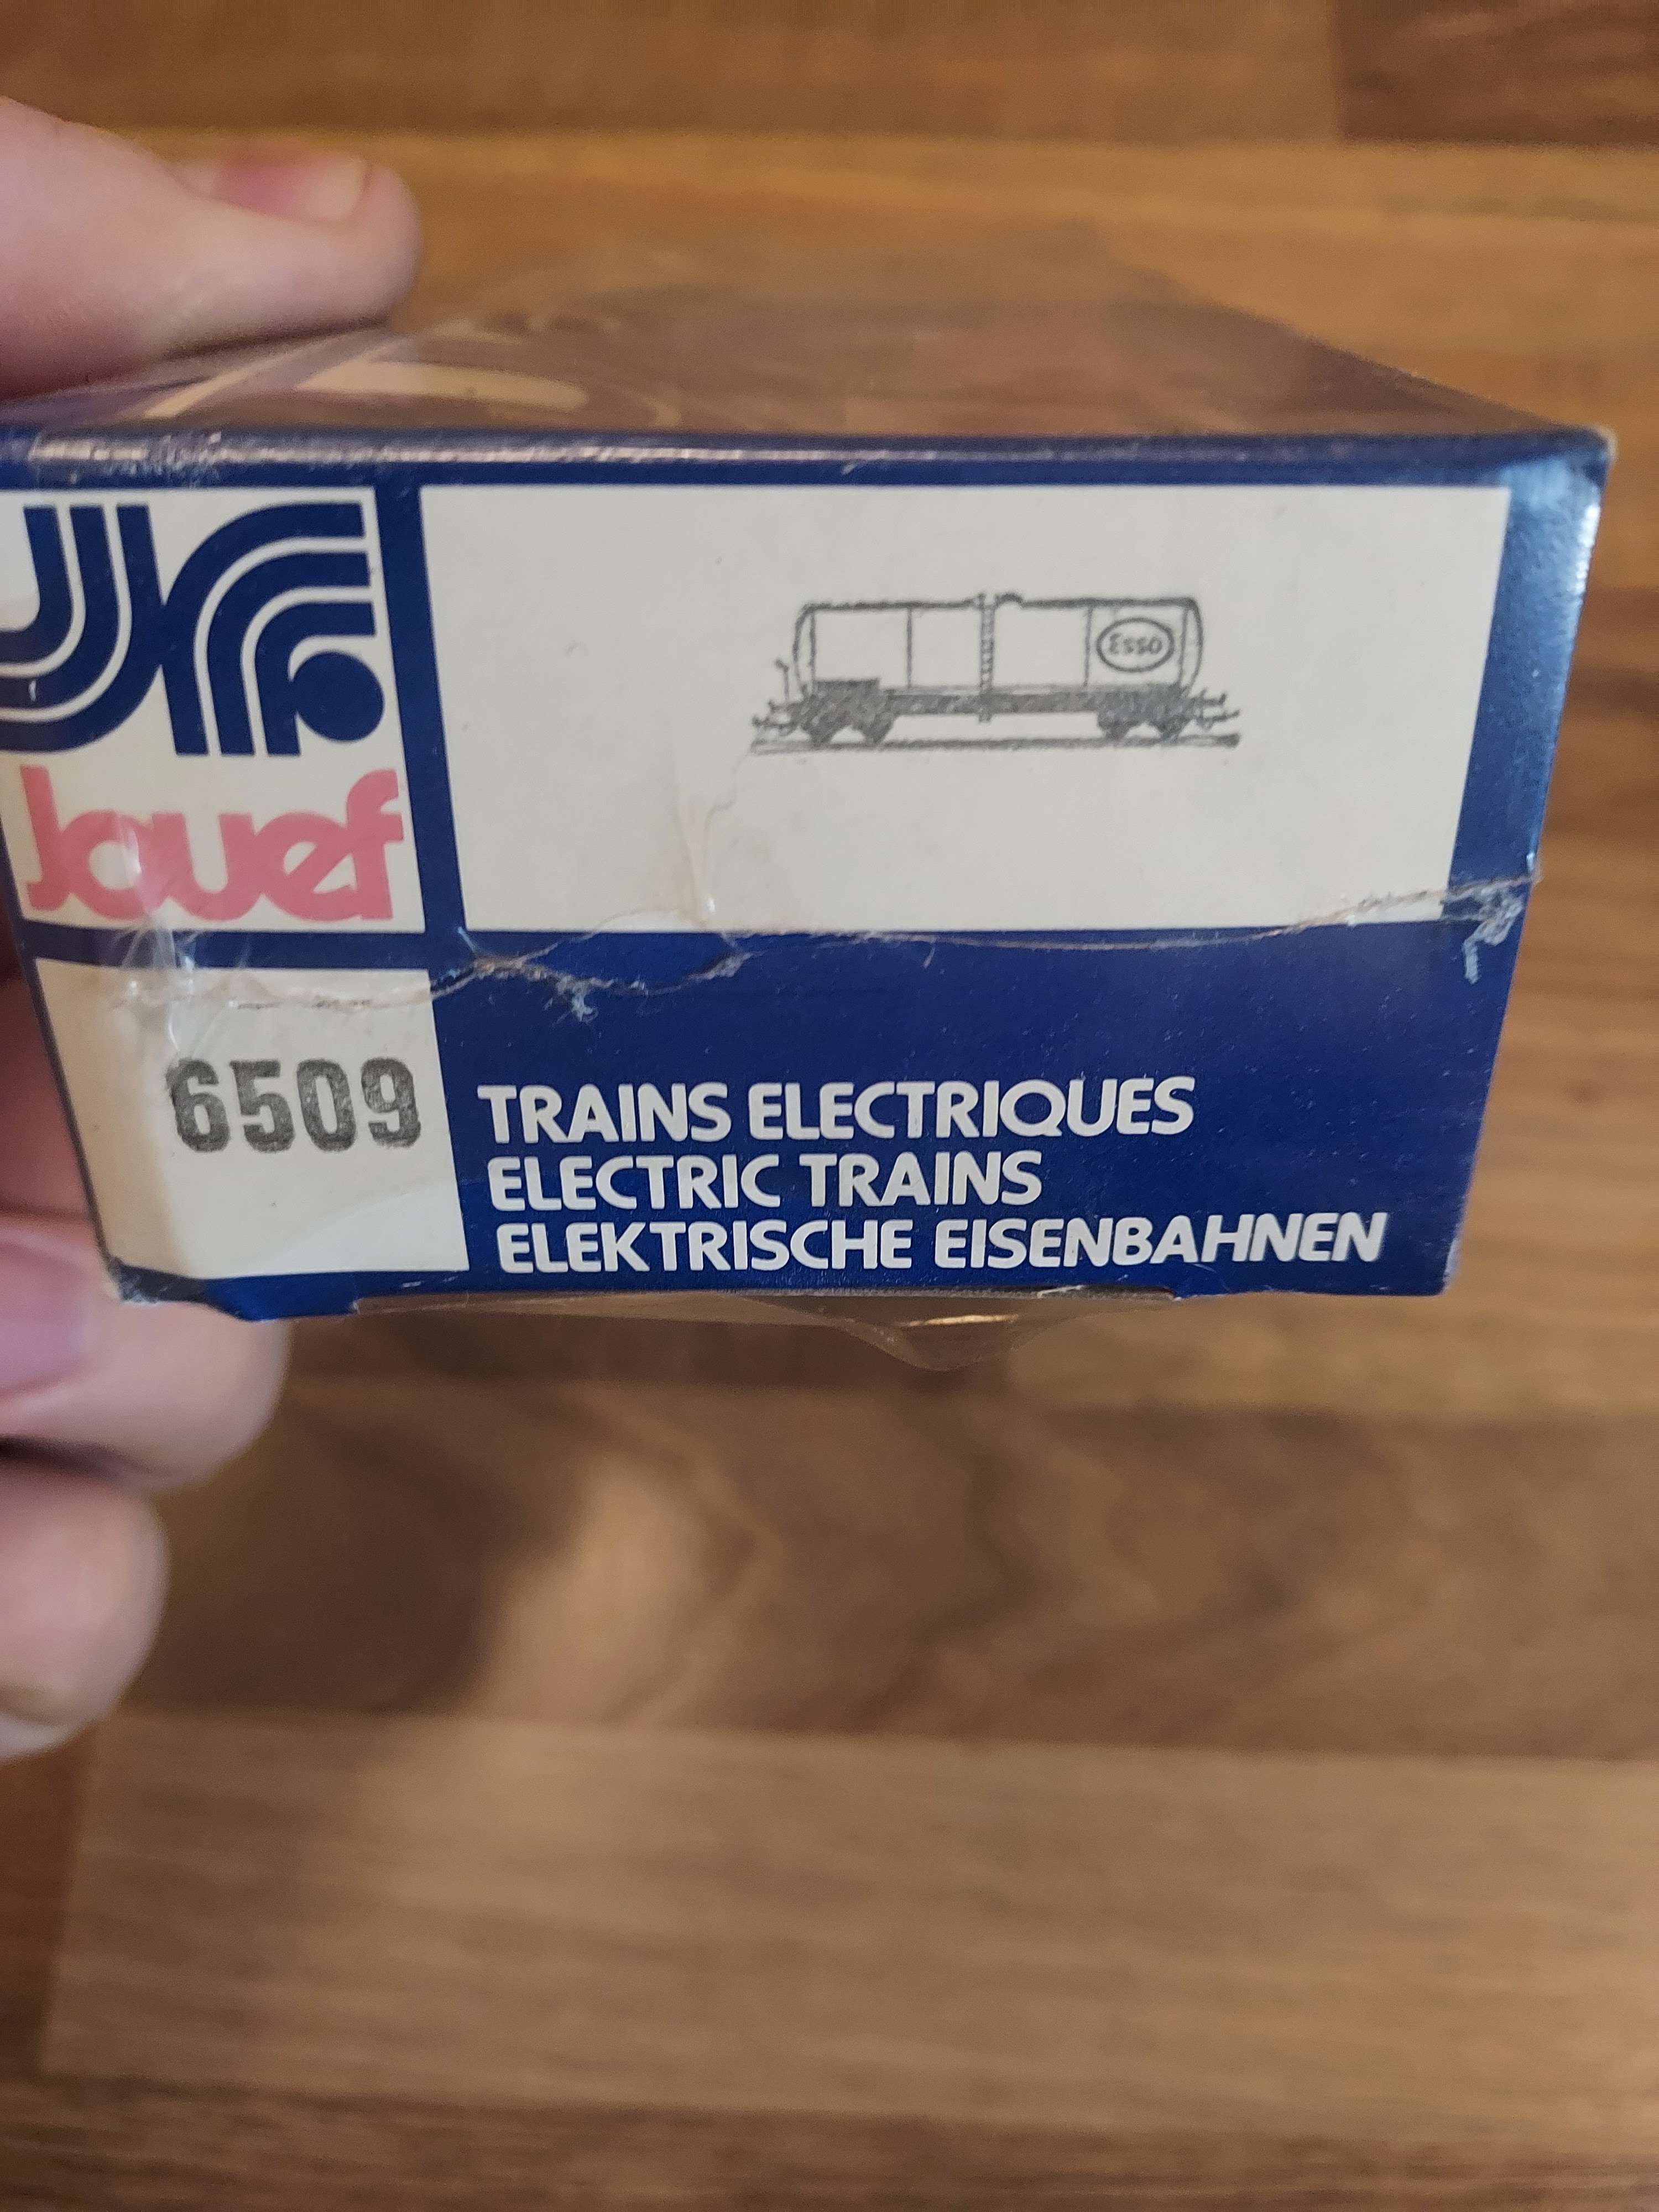 Esso
Jouef
6509
TRAINS ELECTRIQUES
ELECTRIC TRAINS
ELEKTRISCHE EISENBAHNEN